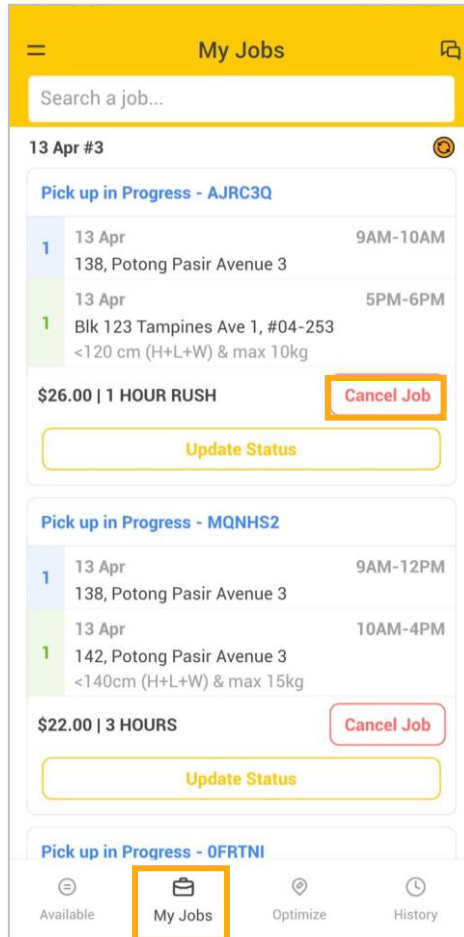 My Jobs
Search a job...
13 Apr #3
Pick up in Progress - AJRC3Q
1
13 Apr 9AM-10AM
138, Potong Pasir Avenue 3
1
13 Apr 5PM-6PM
Blk 123 Tampines Ave 1, #04-253
<120 cm (H+L+W) & max 10kg
$26.00 | 1 HOUR RUSH Cancel Job
Update Status
Pick up in Progress - MQNHS2
1
13 Apr 9AM-12PM
138, Potong Pasir Avenue 3
1
13 Apr 10AM-4PM
142, Potong Pasir Avenue 3
<140cm (H+L+W) & max 15kg
$22.00 | 3 HOURS Cancel Job
Update Status
Pick up in Progress - 0FRTNI
Available My Jobs Optimize History